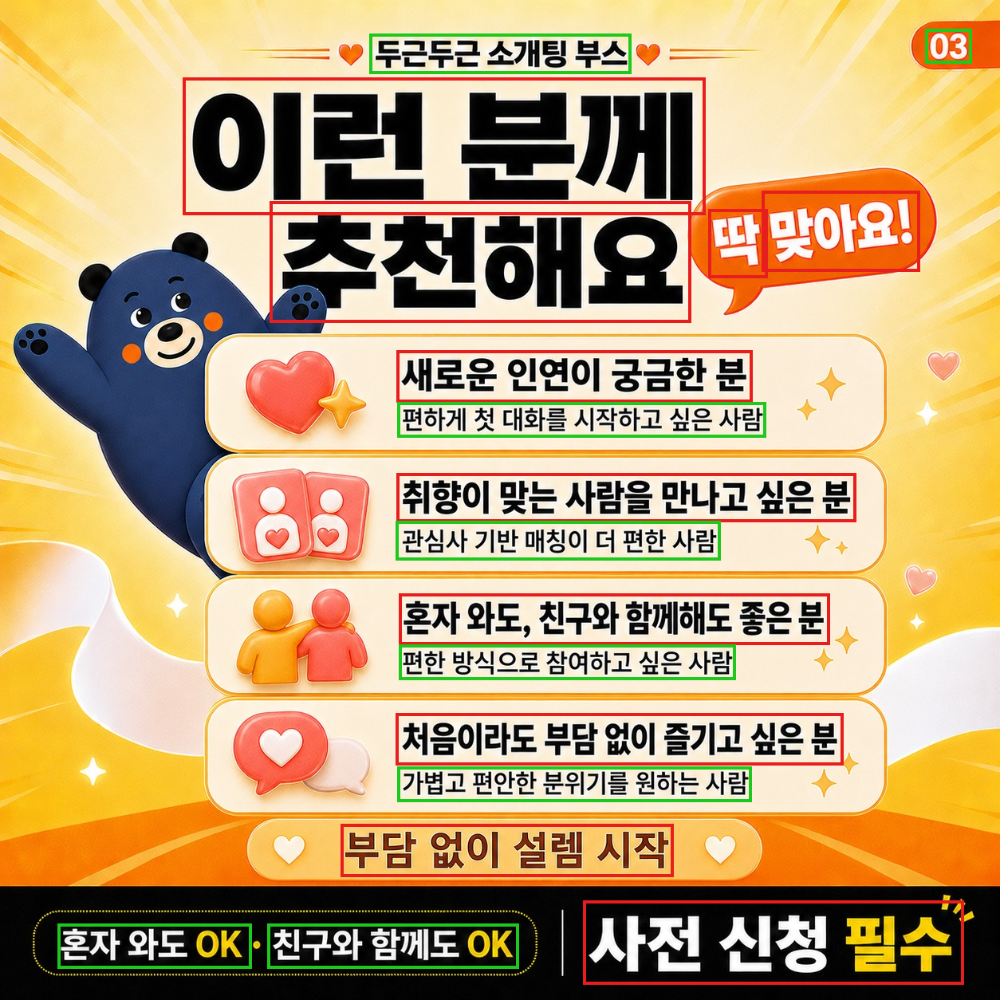 두근두근 소개팅 부스
03
이런 분께
추천해요
딱 맞아요!
새로운 인연이 궁금한 분
편하게 첫 대화를 시작하고 싶은 사람
취향이 맞는 사람을 만나고 싶은 분
관심사 기반 매칭이 더 편한 사람
혼자 와도, 친구와 함께해도 좋은 분
편한 방식으로 참여하고 싶은 사람
처음이라도 부담 없이 즐기고 싶은 분
가볍고 편안한 분위기를 원하는 사람
부담 없이 설렘 시작
혼자 와도 OK · 친구와 함께도 OK
사전 신청 필수